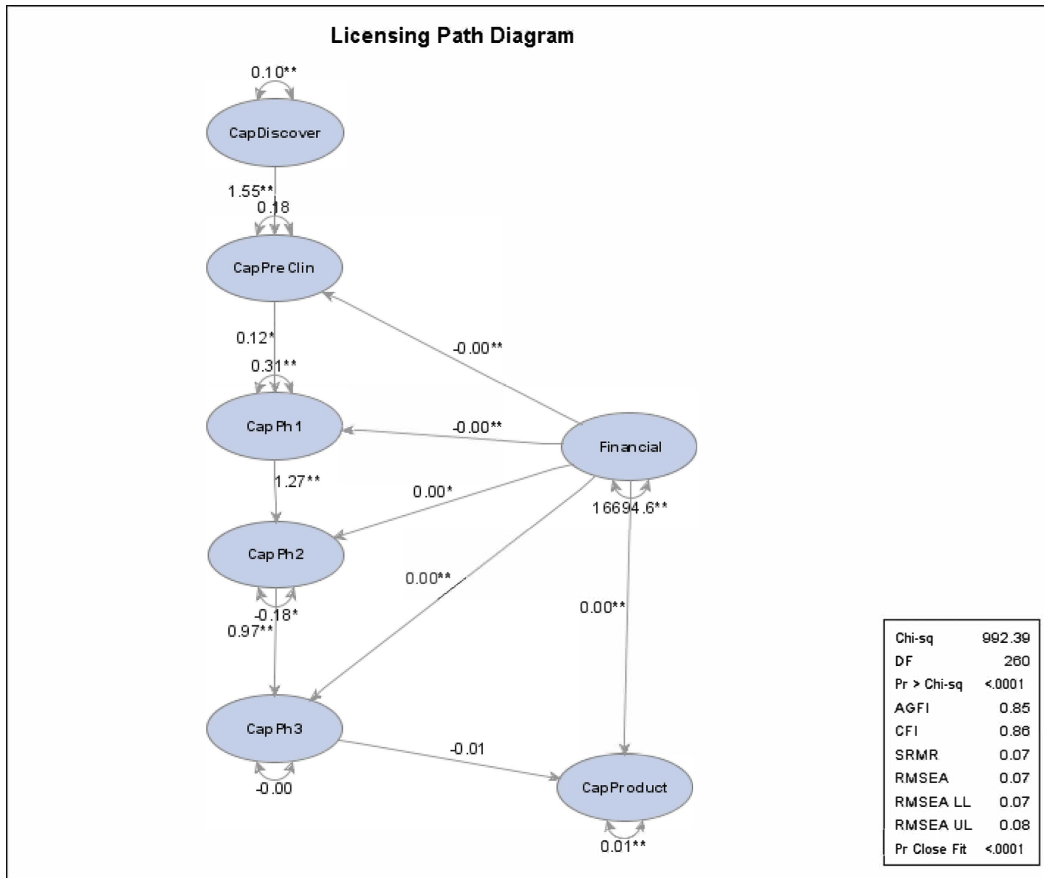 Licensing Path Diagram
0.10**
CapDiscover
1.55**
0.18
CapPreClin
0.12*
-0.00**
0.31**
CapPh1
-0.00**
Financial
1.27**
0.00*
16694.6**
CapPh2
0.00**
0.00**
-0.18*
0.97**
CapPh3
-0.01
-0.00
CapProduct
0.01**
Chi-sq 992.39
DF 260
Pr > Chi-sq <.0001
AGFI 0.85
CFI 0.86
SRMR 0.07
RMSEA 0.07
RMSEA LL 0.07
RMSEA UL 0.08
Pr Close Fit <.0001